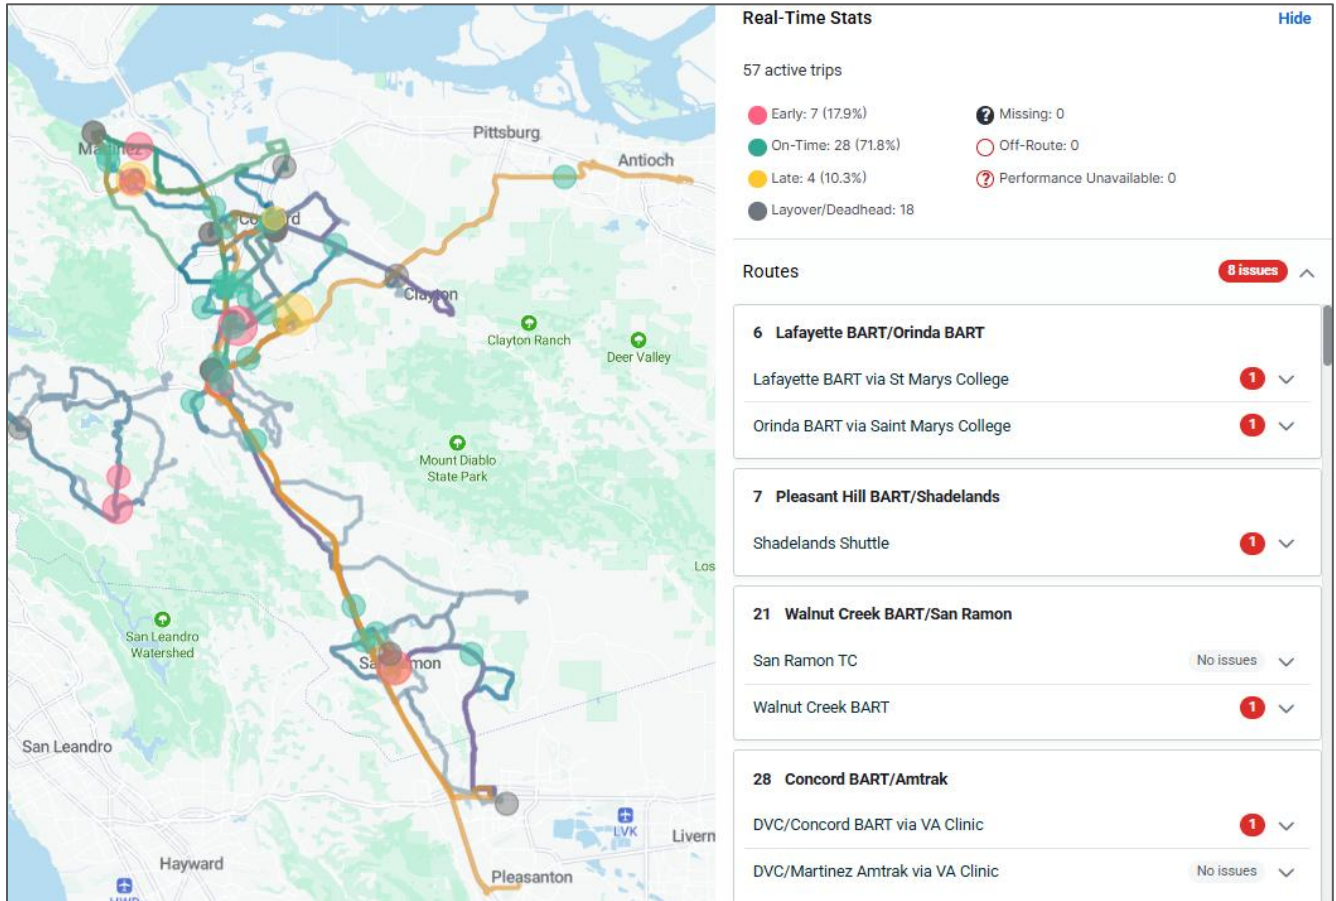 Pittsburg
Antioch
Clayton
Clayton Ranch
Deer Valley
Mount Diablo
State Park
Los
San Leandro
Watershed
San Leandro
LVK
Liverm
Hayward
Pleasanton
Real-Time Stats
Hide
57 active trips
Early: 7 (17.9%)
? Missing: 0
On-Time: 28 (71.8%)
Off-Route: 0
Late: 4 (10.3%)
? Performance Unavailable: 0
Layover/Deadhead: 18
Routes
8 issues
6 Lafayette BART/Orinda BART
Lafayette BART via St Marys College
1
Orinda BART via Saint Marys College
1
7 Pleasant Hill BART/Shadelands
Shadelands Shuttle
1
21 Walnut Creek BART/San Ramon
San Ramon TC
No issues
Walnut Creek BART
1
28 Concord BART/Amtrak
DVC/Concord BART via VA Clinic
1
DVC/Martinez Amtrak via VA Clinic
No issues